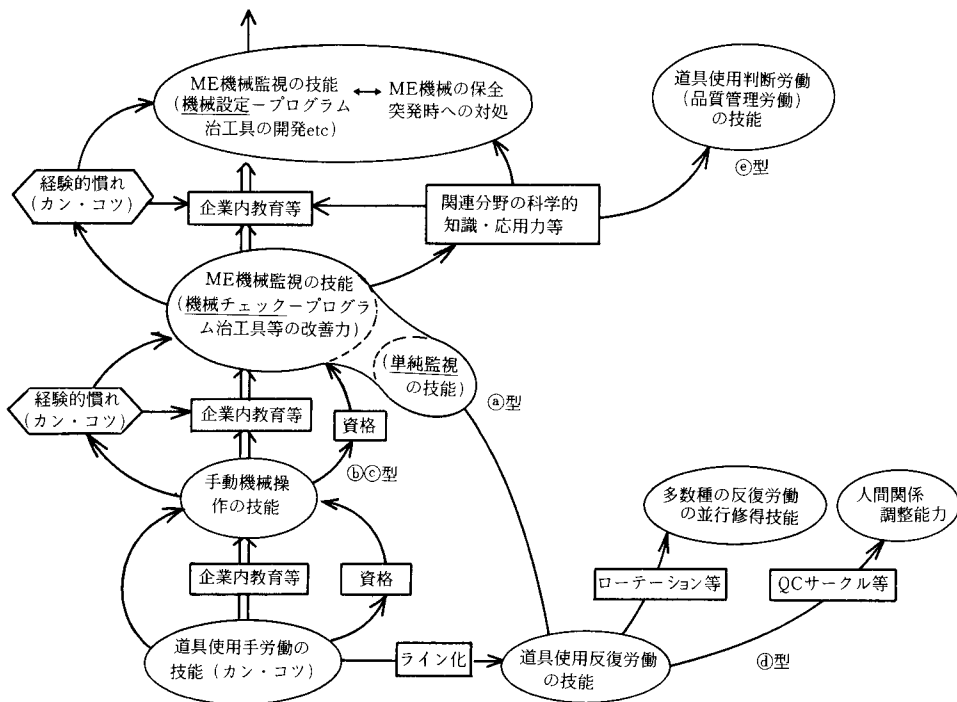 ME機械監視の技能
(機械設定ープログラム
治工具の開発etc)
ME機械の保全
突発時への対処
道具使用判断労働
(品質管理労働)
の技能
ⓔ型
経験的慣れ
(カン・コツ)
企業内教育等
関連分野の科学的
知識・応用力等
ME機械監視の技能
(機械チェックープログラ
ム治工具等の改善力)
(単純監視
の技能)
ⓐ型
経験的慣れ
(カン・コツ)
企業内教育等
資格
ⓑⓒ型
手動機械操
作の技能
多数種の反復労働
の並行修得技能
人間関係
調整能力
企業内教育等
資格
ローテーション等
QCサークル等
道具使用手労働の
技能(カン・コツ)
ライン化
道具使用反復労働
の技能
ⓓ型